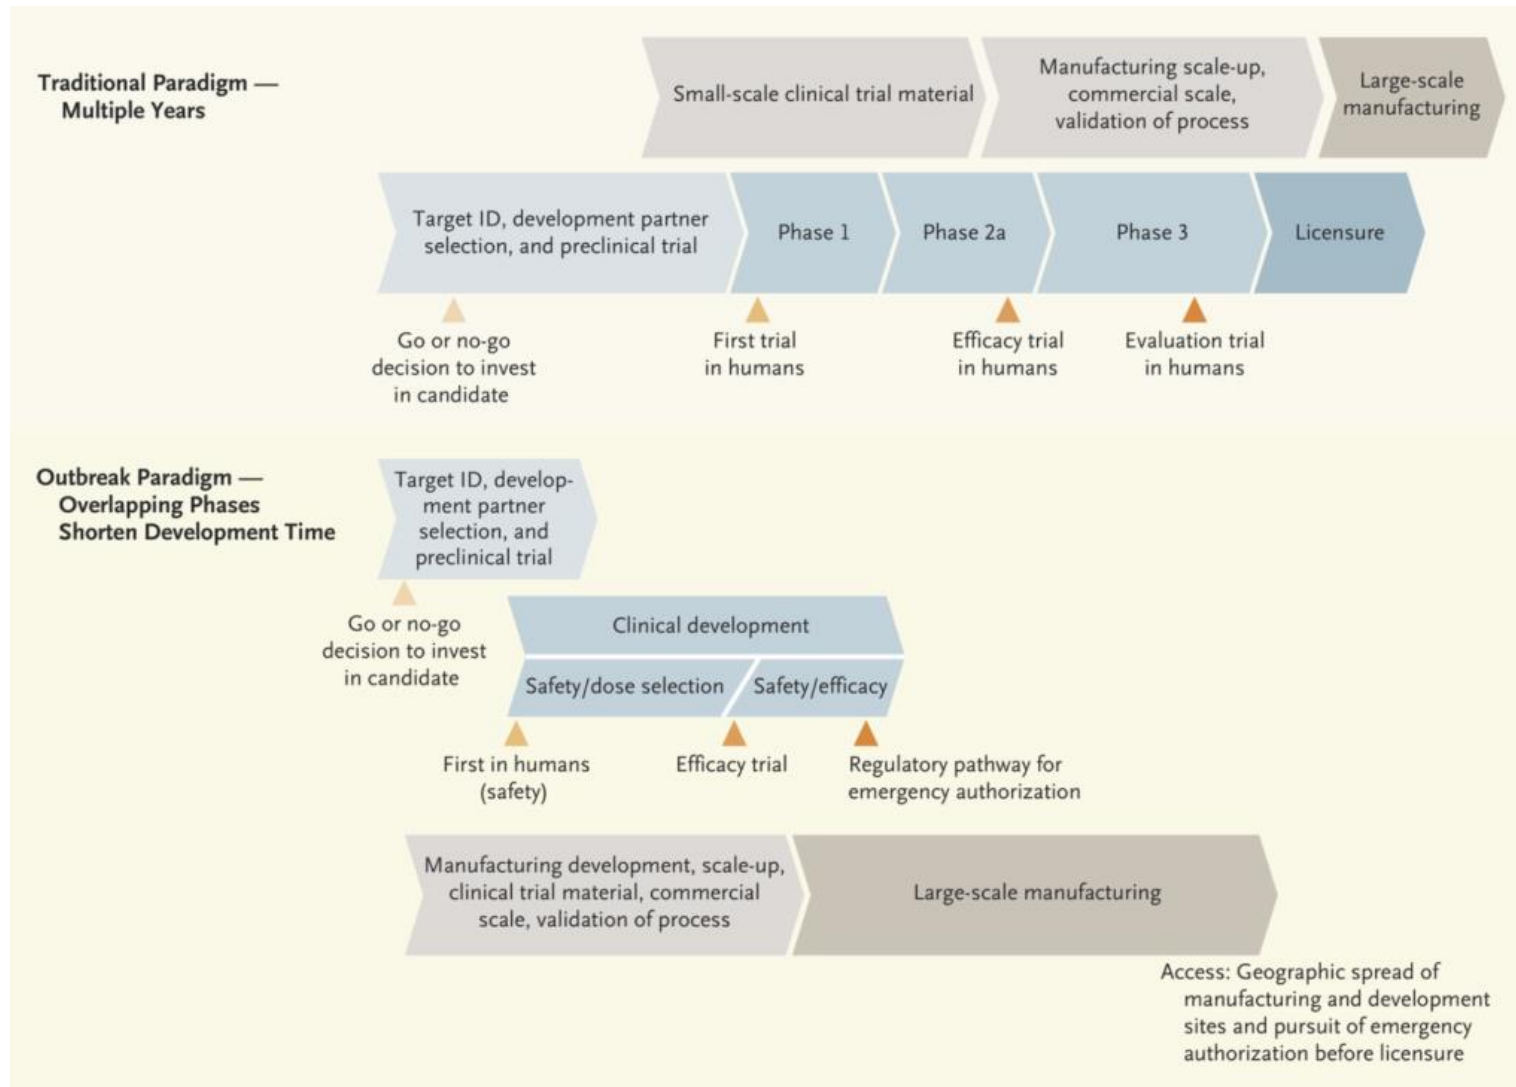 Traditional Paradigm —
Multiple Years
Small-scale clinical trial material
Manufacturing scale-up,
commercial scale,
validation of process
Large-scale
manufacturing
Target ID, development partner
selection, and preclinical trial
Phase 1
Phase 2a
Phase 3
Licensure
Go or no-go
decision to invest
in candidate
First trial
in humans
Efficacy trial
in humans
Evaluation trial
in humans
Outbreak Paradigm —
Overlapping Phases
Shorten Development Time
Target ID, develop-
ment partner
selection, and
preclinical trial
Go or no-go
decision to invest
in candidate
Clinical development
Safety/dose selection
Safety/efficacy
First in humans
(safety)
Efficacy trial
Regulatory pathway for
emergency authorization
Manufacturing development, scale-up,
clinical trial material, commercial
scale, validation of process
Large-scale manufacturing
Access: Geographic spread of
manufacturing and development
sites and pursuit of emergency
authorization before licensure